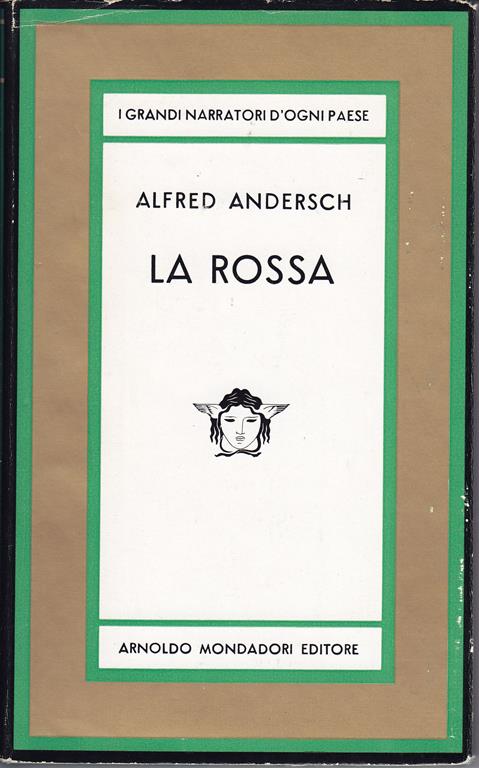 I GRANDI NARRATORI D'OGNI PAESE
ALFRED ANDERSCH
LA ROSSA
ARNOLDO MONDADORI EDITORE